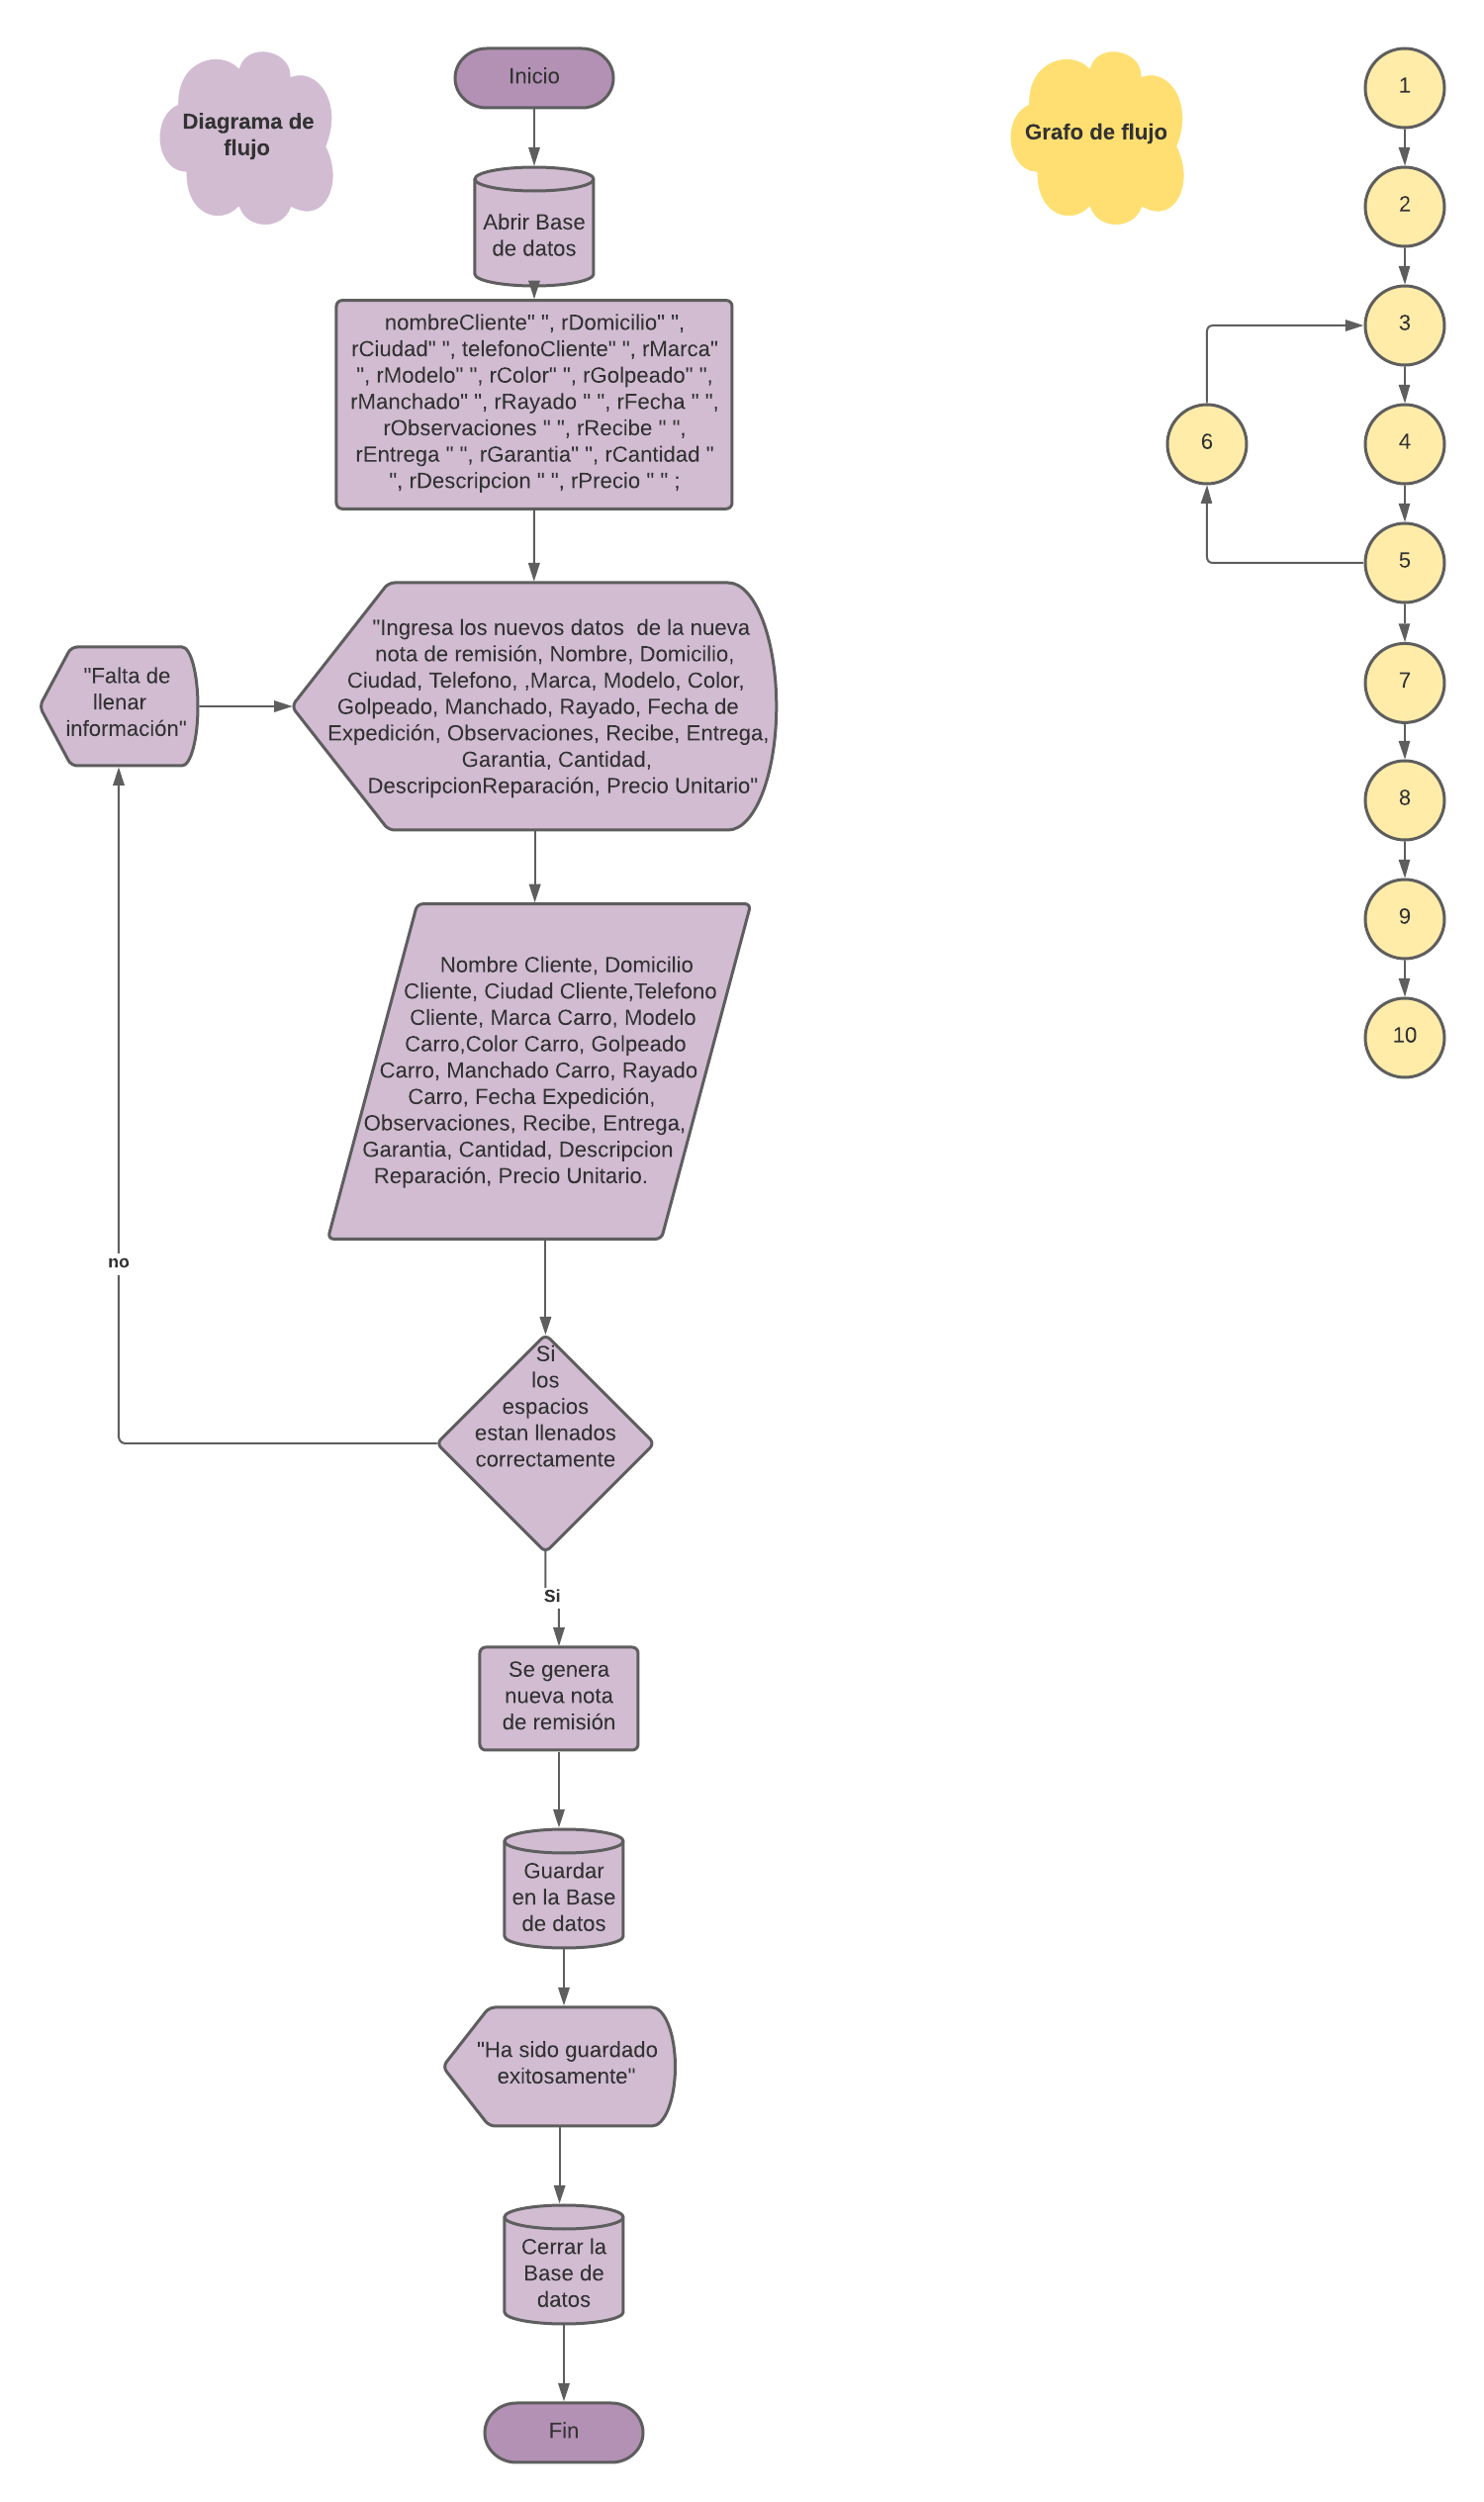 Diagrama de
flujo
Inicio
Abrir Base
de datos
nombreCliente" ", rDomicilio" ",
rCiudad" ", telefonoCliente" ", rMarca"
", rModelo" ", rColor" ", rGolpeado" ",
rManchado" ", rRayado " ", rFecha " ",
rObservaciones " ", rRecibe " ",
rEntrega " ", rGarantia" ", rCantidad "
", rDescripcion " ", rPrecio " " ;
"Falta de
llenar
información"
"Ingresa los nuevos datos  de la nueva
nota de remisión, Nombre, Domicilio,
Ciudad, Telefono, ,Marca, Modelo, Color,
Golpeado, Manchado, Rayado, Fecha de
Expedición, Observaciones, Recibe, Entrega,
Garantia, Cantidad,
DescripcionReparación, Precio Unitario"
Nombre Cliente, Domicilio
Cliente, Ciudad Cliente,Telefono
Cliente, Marca Carro, Modelo
Carro,Color Carro, Golpeado
Carro, Manchado Carro, Rayado
Carro, Fecha Expedición,
Observaciones, Recibe, Entrega,
Garantia, Cantidad, Descripcion
Reparación, Precio Unitario.
no
Si
los
espacios
estan llenados
correctamente
Si
Se genera
nueva nota
de remisión
Guardar
en la Base
de datos
"Ha sido guardado
exitosamente"
Cerrar la
Base de
datos
Fin
Grafo de flujo
1
2
3
4
6
5
7
8
9
10